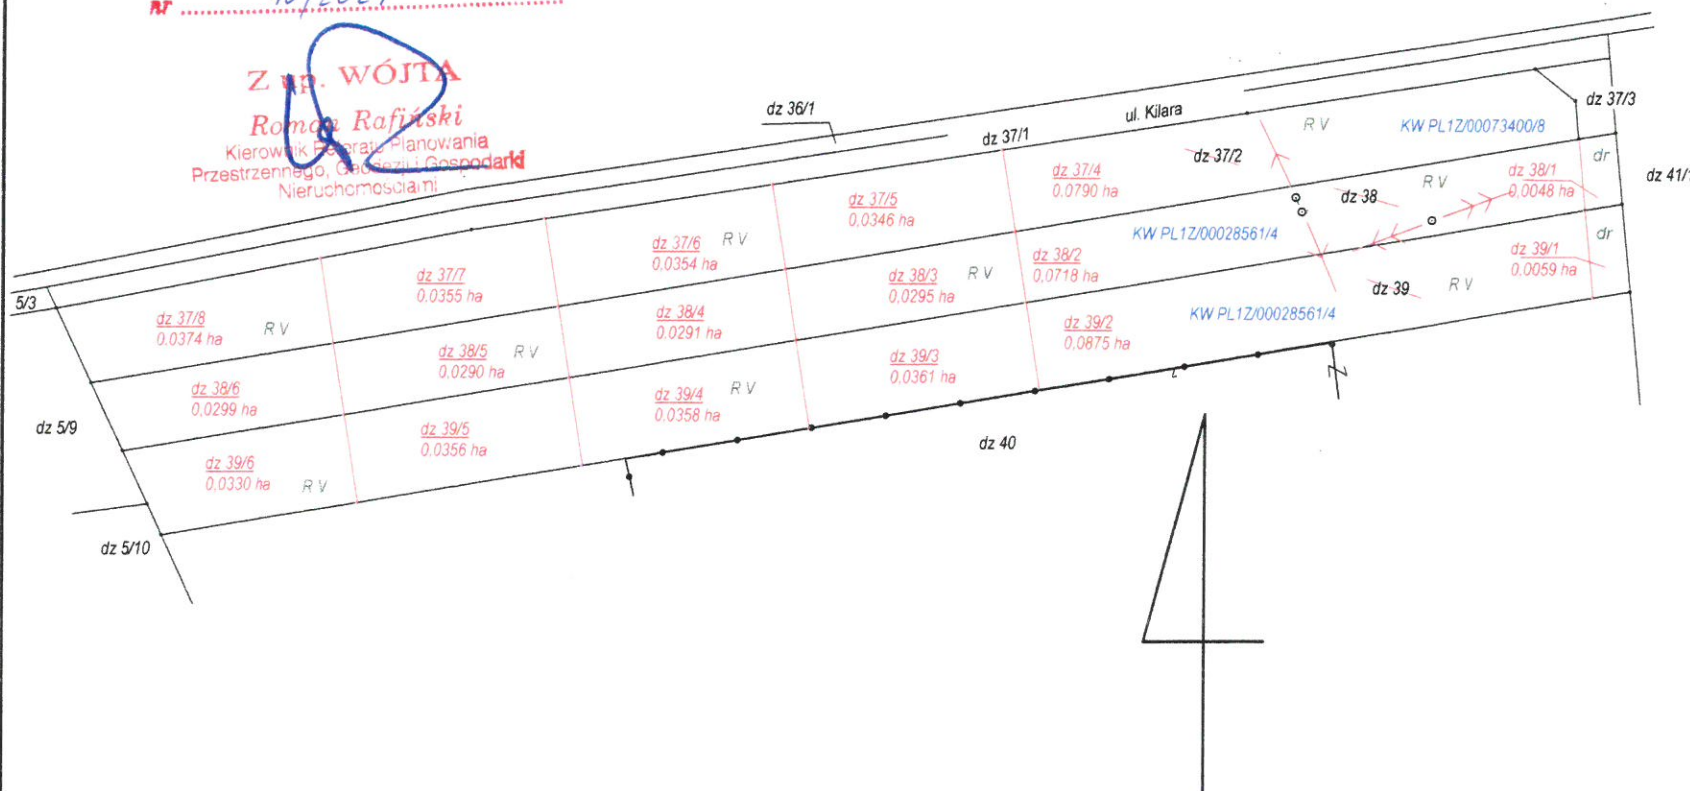 nr
Z up. WÓJTA
Roman Rafiński
Kierownik Referatu Planowania
Przestrzennego, Geodezji i Gospodarki
Nieruchomościami
dz 36/1
dz 37/1
ul. Kilara
dz 37/3
dz 37/2
R V
KW PL1Z/00073400/8
dr
dz 37/4
0.0790 ha
dz 38
R V
dz 38/1
0,0048 ha
dz 37/5
0,0346 ha
KW PL1Z/00028561/4
dr
dz 37/6
0,0354 ha
R V
dz 38/2
0,0718 ha
dz 39/1
0,0059 ha
dz 37/7
0,0355 ha
dz 38/3
0,0295 ha
R V
dz 39
R V
5/3
dz 37/8
0,0374 ha
R V
dz 38/4
0,0291 ha
dz 39/2
0,0875 ha
KW PL1Z/00028561/4
dz 38/5
0,0290 ha
R V
dz 39/3
0,0361 ha
dz 38/6
0,0299 ha
dz 39/4
0,0358 ha
R V
dz 5/9
dz 39/5
0,0356 ha
dz 40
dz 39/6
0,0330 ha
R V
dz 5/10